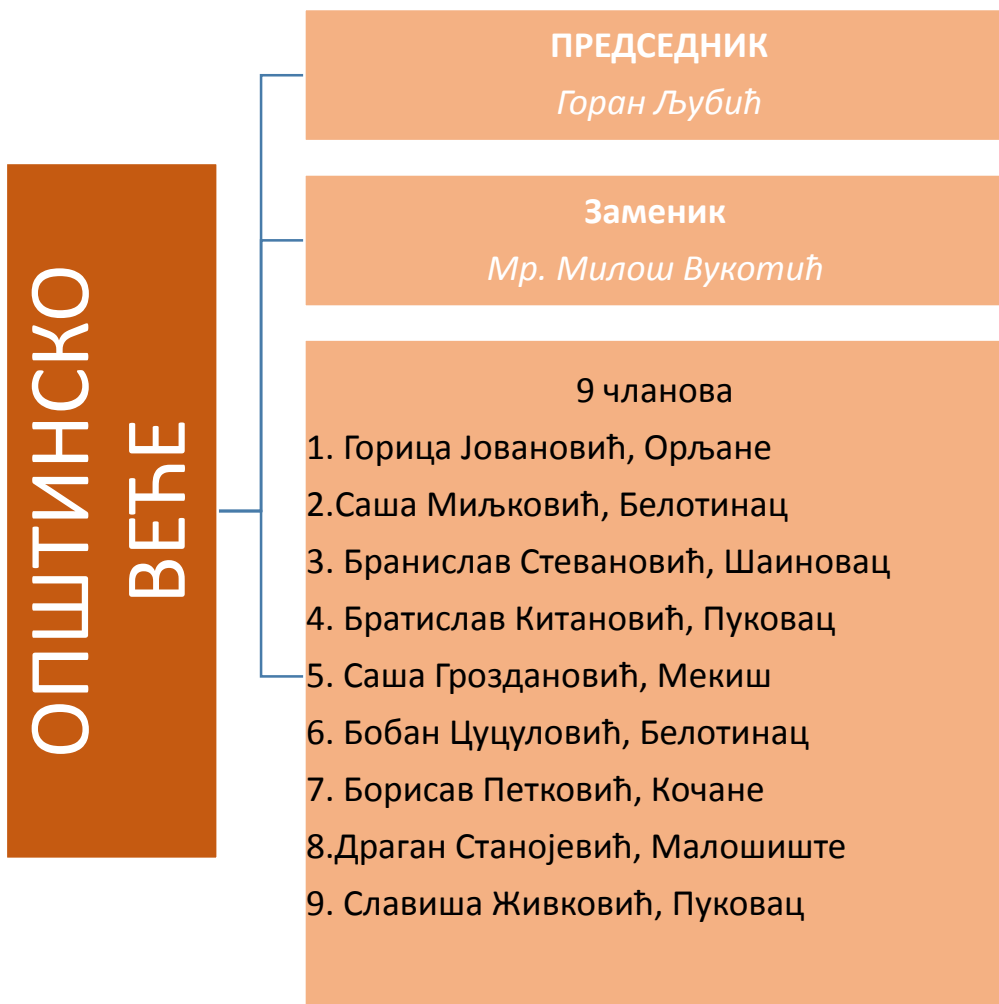 ОПШТИНСКО
ВЕЋЕ
ПРЕДСЕДНИК
Горан Љубић
Заменик
Мр. Милош Вукотић
9 чланова
1. Горица Јовановић, Орљане
2.Саша Миљковић, Белотинац
3. Бранислав Стевановић, Шаиновац
4. Братислав Китановић, Пуковац
5. Саша Гроздановић, Мекиш
6. Бобан Цуцуловић, Белотинац
7. Борисав Петковић, Кочане
8.Драган Станојевић, Малошиште
9. Славиша Живковић, Пуковац